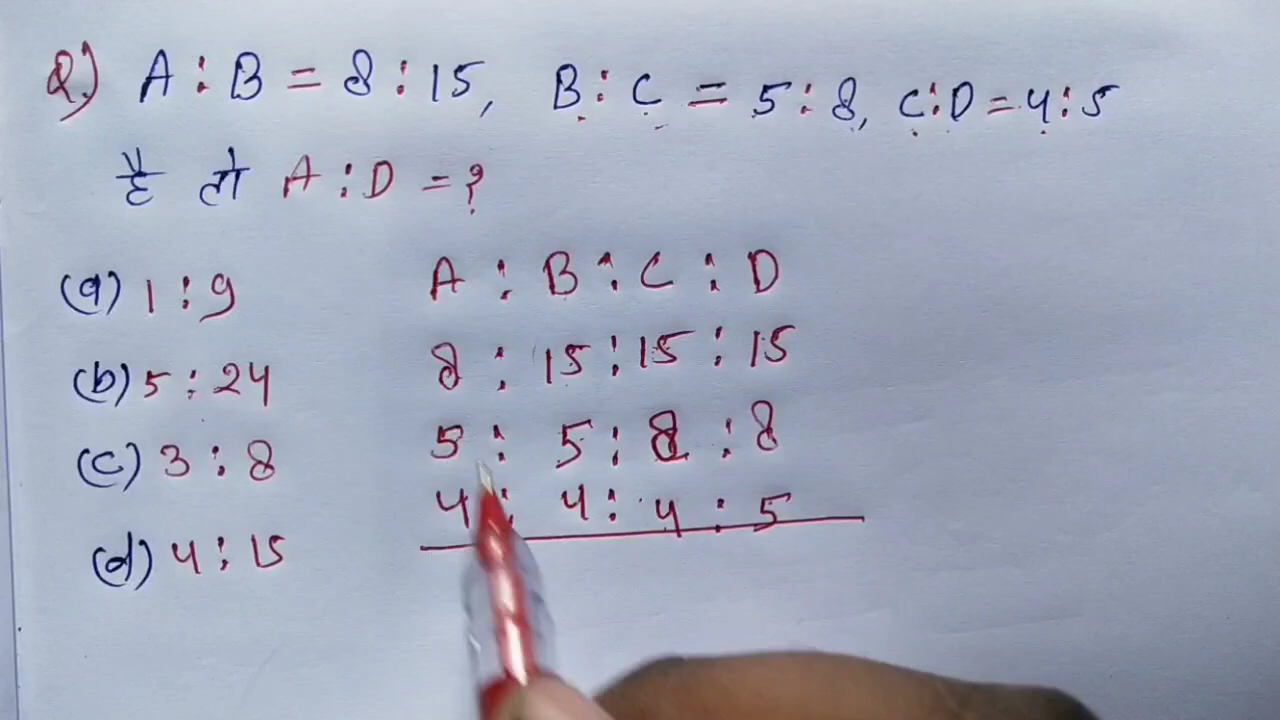 Q.) A : B = 8 : 15, B : C = 5 : 8, C : D = 4 : 5
है तो A : D = ?
(a) 1 : 9
(b) 5 : 24
(c) 3 : 8
(d) 4 : 15
A : B : C : D
8 : 15 : 15 : 15
5 : 5 : 8 : 8
4 : 4 : 4 : 5